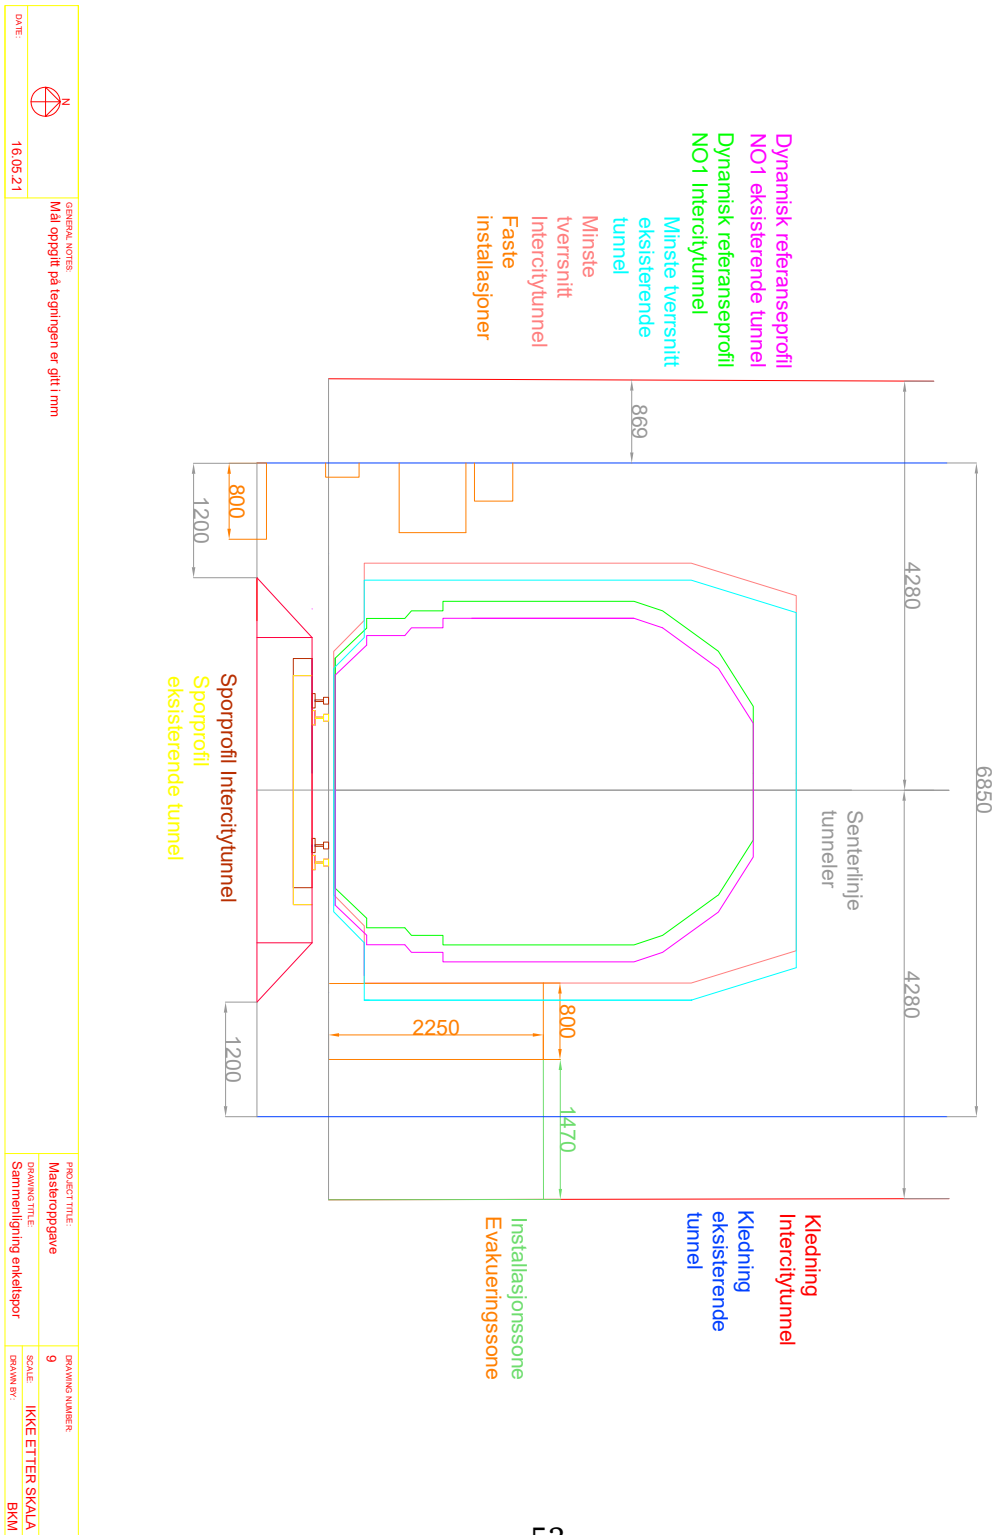 6850
4280
4280
869
Senterlinje
tunneler
Kledning
Intercitytunnel
Kledning
eksisterende
tunnel
Dynamisk referanseprofil
NO1 eksisterende tunnel
Dynamisk referanseprofil
NO1 Intercitytunnel
Minste tverrsnitt
eksisterende
tunnel
Minste
tverrsnitt
Intercitytunnel
Faste
installasjoner
800
1470
2250
Installasjonssone
Evakueringssone
800
1200
1200
Sporprofil Intercitytunnel
Sporprofil
eksisterende tunnel
N
DATE:
16.05.21
GENERAL NOTES:
Mål oppgitt på tegningen er gitt i mm
PROJECT TITLE:
Masteroppgave
DRAWING TITLE:
Sammenligning enkeltspor
DRAWING NUMBER:
9
SCALE: IKKE ETTER SKALA
DRAWN BY: BKM